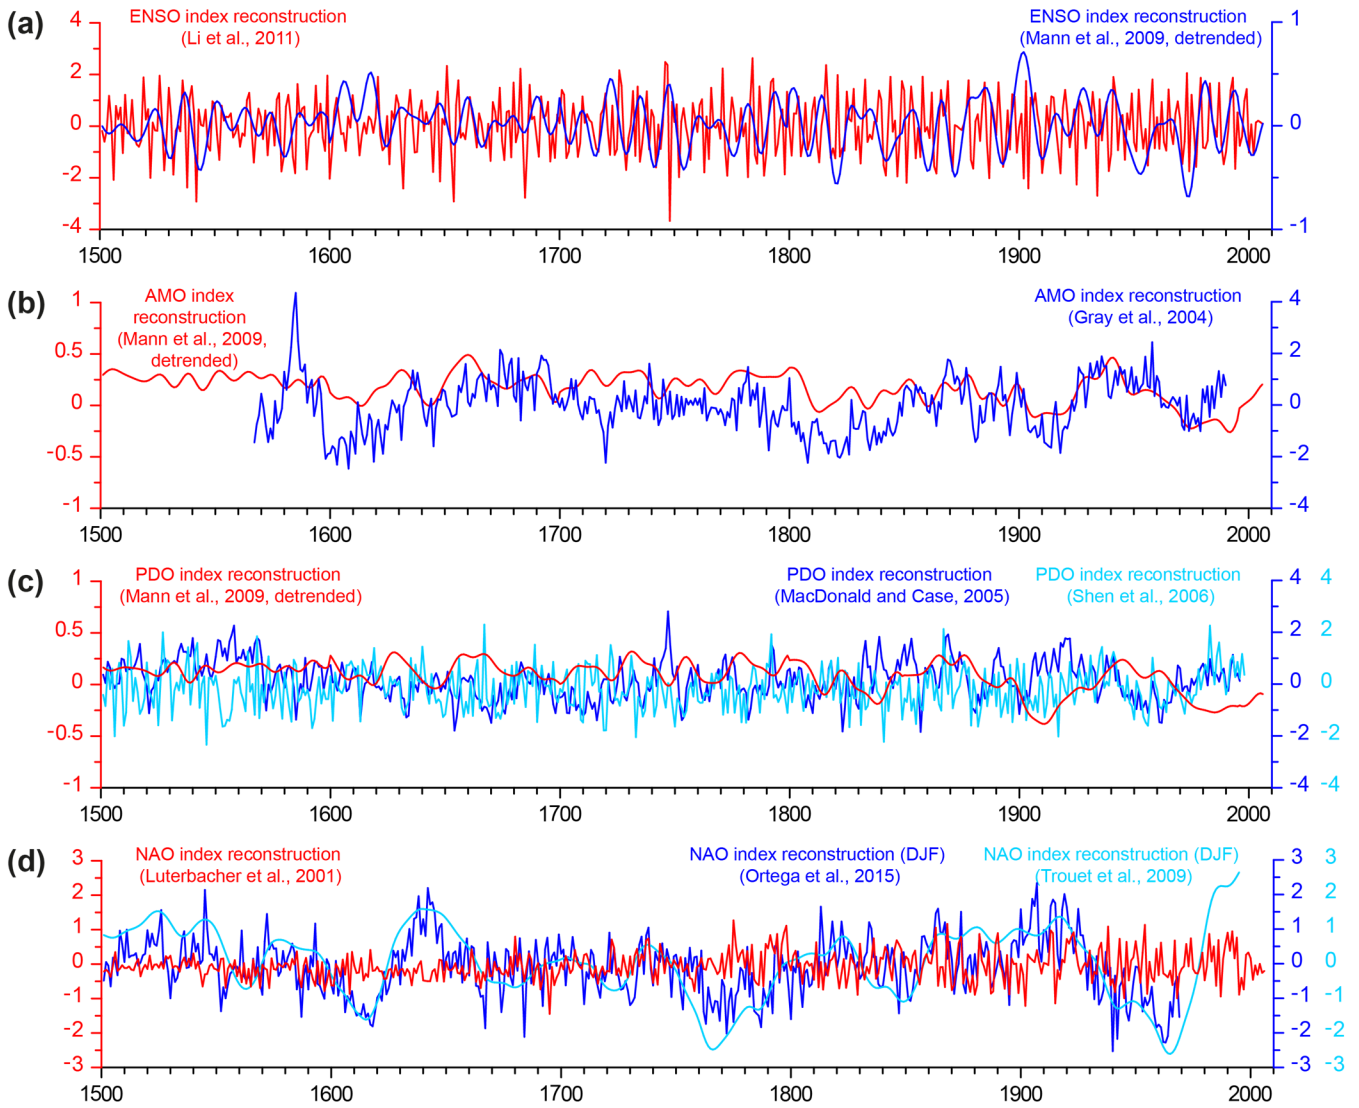 (a)
ENSO index reconstruction
(Li et al., 2011)
ENSO index reconstruction
(Mann et al., 2009, detrended)
4
2
0
-2
-4
1
0
-1
1500 1600 1700 1800 1900 2000
(b)
AMO index
reconstruction
(Mann et al., 2009,
detrended)
AMO index reconstruction
(Gray et al., 2004)
1
0.5
0
-0.5
-1
4
2
0
-2
-4
1500 1600 1700 1800 1900 2000
(c)
PDO index reconstruction
(Mann et al., 2009, detrended)
PDO index reconstruction
(MacDonald and Case, 2005)
PDO index reconstruction
(Shen et al., 2006)
1
0.5
0
-0.5
-1
4
2
0
-2
-4
4
2
0
-2
-4
1500 1600 1700 1800 1900 2000
(d)
NAO index reconstruction
(Luterbacher et al., 2001)
NAO index reconstruction (DJF)
(Ortega et al., 2015)
NAO index reconstruction (DJF)
(Trouet et al., 2009)
3
2
1
0
-1
-2
-3
3
2
1
0
-1
-2
-3
3
2
1
0
-1
-2
-3
1500 1600 1700 1800 1900 2000